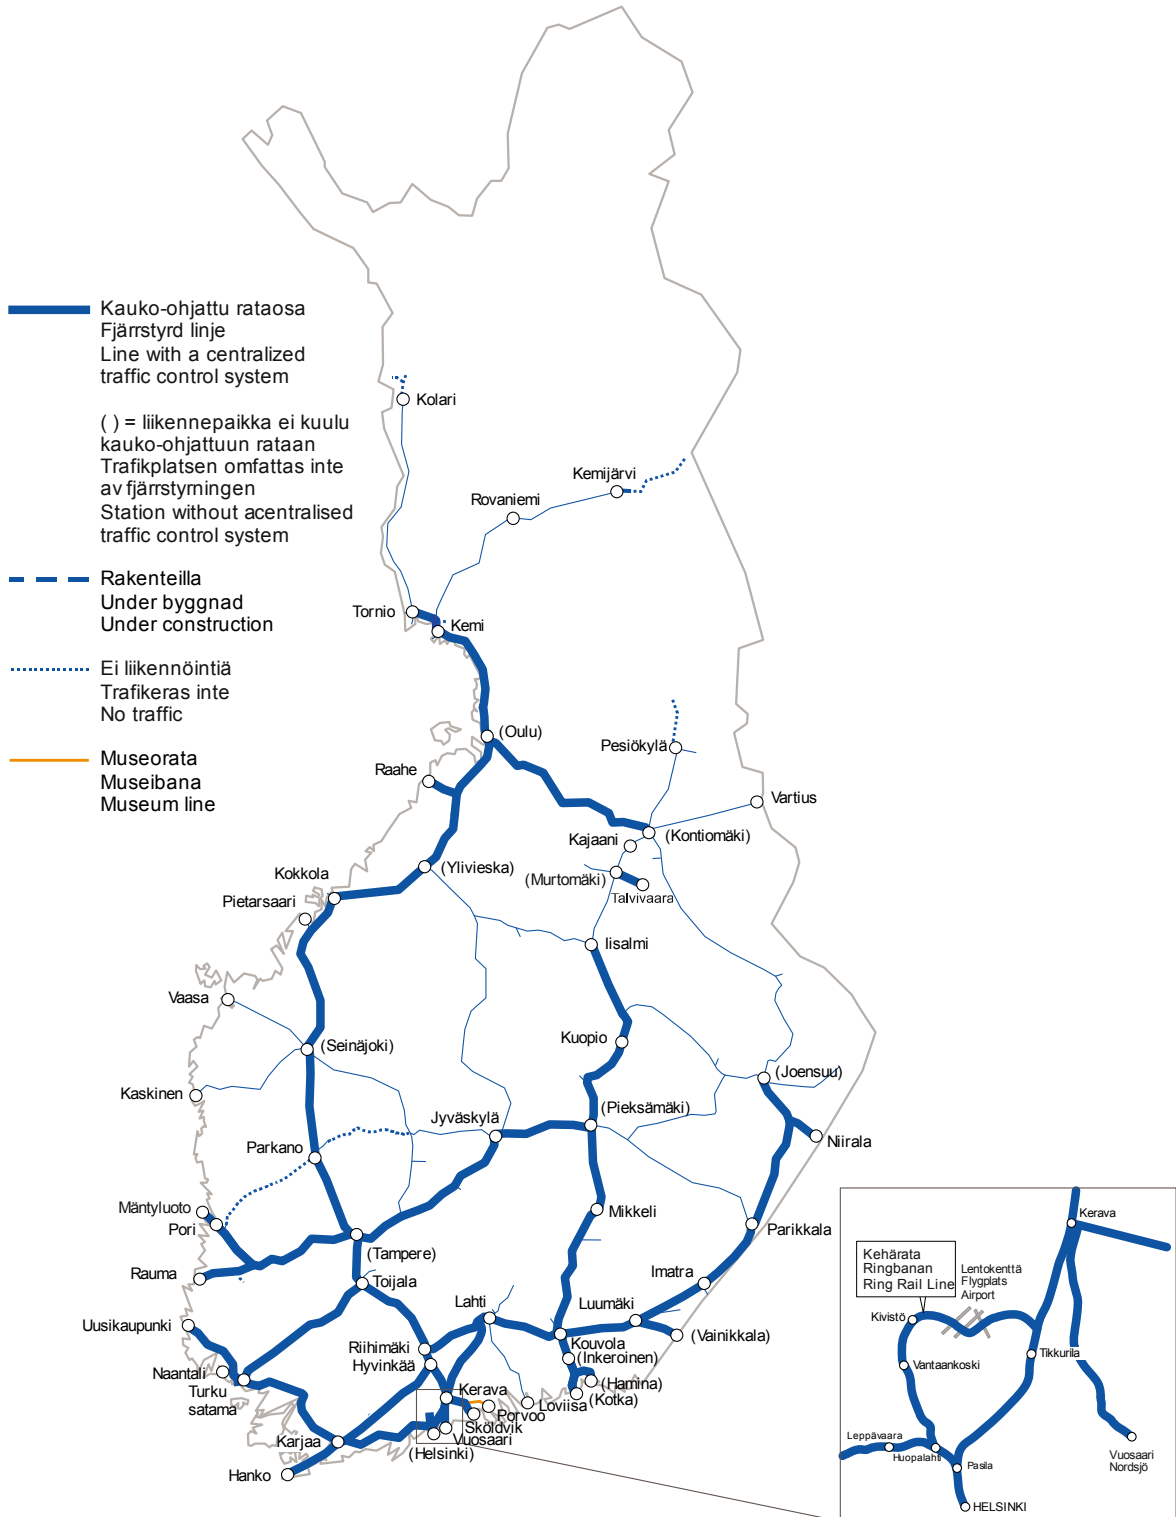 Kauko-ohjattu rataosa
Fjärrstyrd linje
Line with a centralized
traffic control system
( ) = liikennepaikka ei kuulu
kauko-ohjattuun rataan
Trafikplatsen omfattas inte
av fjärrstyrningen
Station without acentralised
traffic control system
Rakenteilla
Under byggnad
Under construction
Ei liikennöintiä
Trafikeras inte
No traffic
Museorata
Museibana
Museum line
Kolari
Kemijärvi
Rovaniemi
Tornio
Kemi
(Oulu)
Pesiökylä
Raahe
Vartius
(Kontiomäki)
Kajaani
(Ylivieska)
(Murtomäki)
Talvivaara
Kokkola
Pietarsaari
Iisalmi
Vaasa
Kuopio
(Seinäjoki)
(Joensuu)
Kaskinen
(Pieksämäki)
Jyväskylä
Niirala
Parkano
Mäntyluoto
Pori
Mikkeli
Parikkala
(Tampere)
Rauma
Toijala
Imatra
Lahti
Luumäki
Uusikaupunki
(Vainikkala)
Riihimäki
Kouvola
Hyvinkää
(Inkeroinen)
Naantali
(Hamina)
Turku
satama
Kerava
Loviisa
(Kotka)
Porvoo
Sköldvik
Karjaa
Vuosaari
(Helsinki)
Hanko
Kerava
Kehärata
Ringbanan
Ring Rail Line
Lentokenttä
Flygplats
Airport
Kivistö
Tikkurila
Vantaankoski
Leppävaara
Huopalahti
Vuosaari
Nordsjö
Pasila
HELSINKI